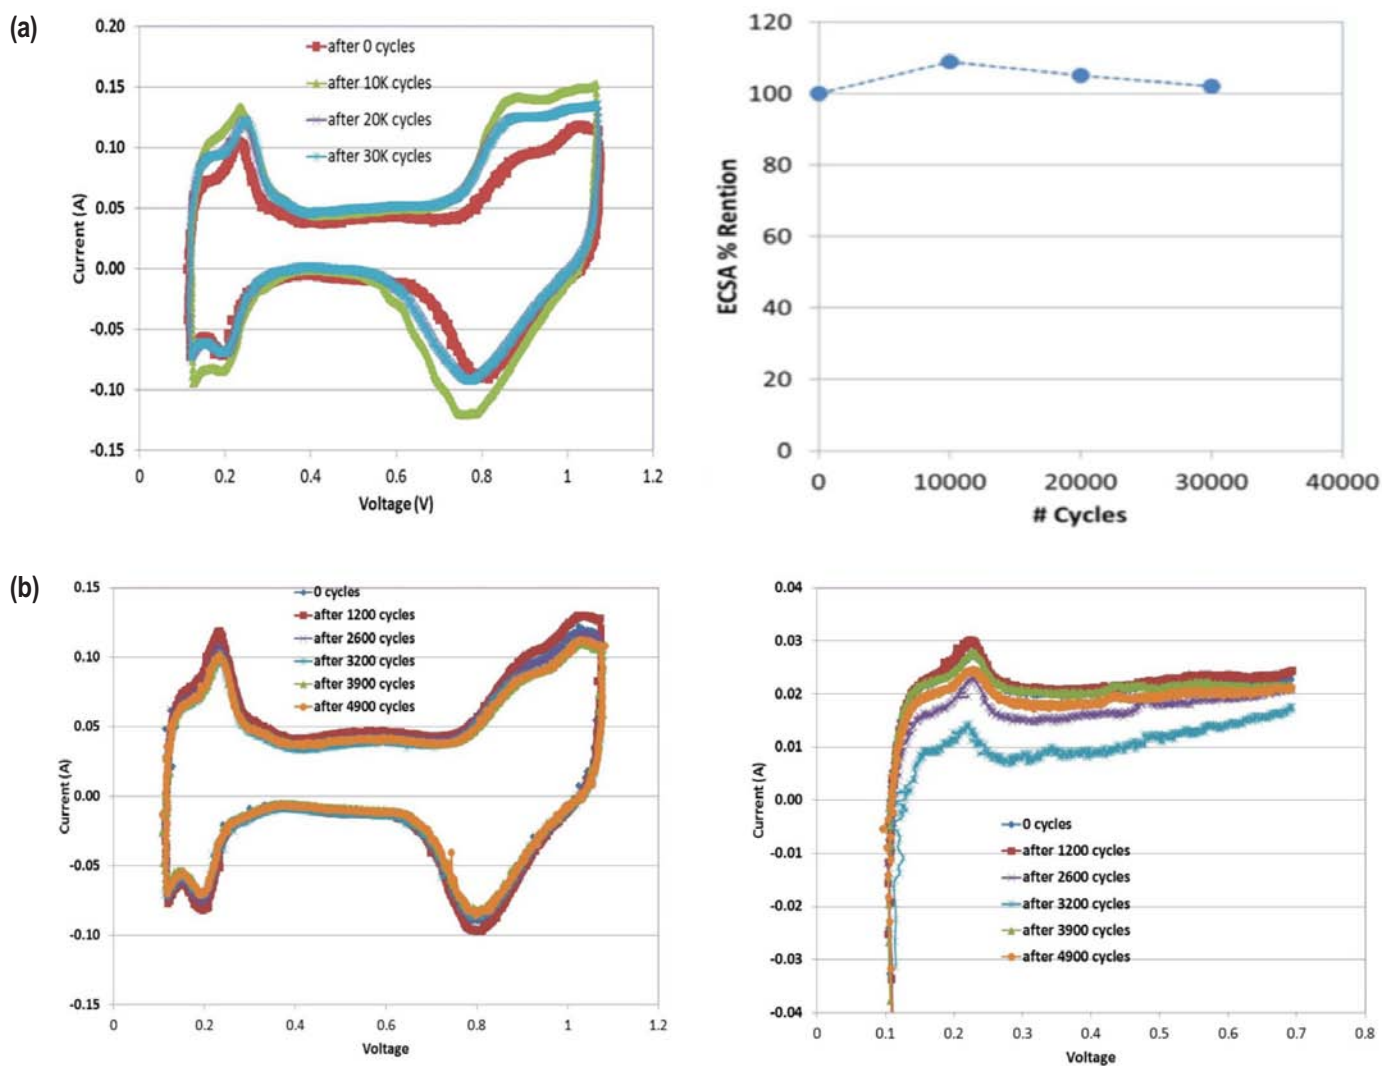 (a)
0.20
0.15
0.10
0.05
0.00
-0.05
-0.10
-0.15
Current (A)
after 0 cycles
after 10K cycles
after 20K cycles
after 30K cycles
0 0.2 0.4 0.6 0.8 1 1.2
Voltage (V)
120
100
80
60
40
20
0
ECSA % Rention
0 10000 20000 30000 40000
# Cycles
(b)
0.15
0.10
0.05
0.00
-0.05
-0.10
-0.15
Current (A)
0 cycles
after 1200 cycles
after 2600 cycles
after 3200 cycles
after 3900 cycles
after 4900 cycles
0 0.2 0.4 0.6 0.8 1 1.2
Voltage
0.04
0.03
0.02
0.01
0.00
-0.01
-0.02
-0.03
-0.04
Current (A)
0 cycles
after 1200 cycles
after 2600 cycles
after 3200 cycles
after 3900 cycles
after 4900 cycles
0 0.1 0.2 0.3 0.4 0.5 0.6 0.7 0.8
Voltage